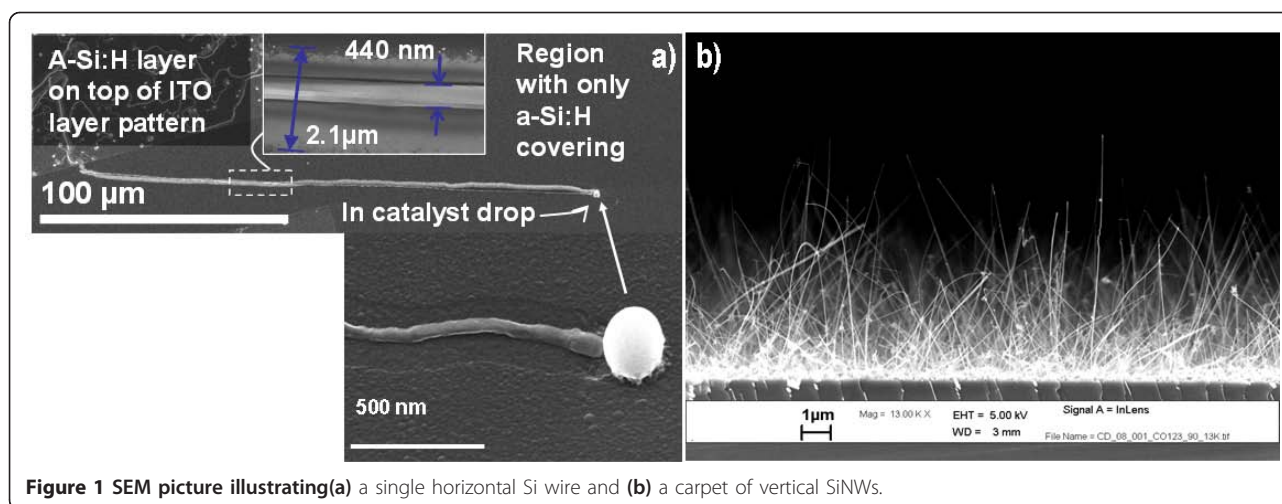 A-Si:H layer
on top of ITO
layer pattern
440 nm
2.1µm
Region
with only
a-Si:H
covering
a)
100 µm
In catalyst drop
500 nm
b)
1µm
Mag = 13.00 K X
EHT = 5.00 kV
WD = 3 mm
Signal A = InLens
File Name = CD_08_001_CO123_90_13K.tif
Figure 1 SEM picture illustrating(a) a single horizontal Si wire and (b) a carpet of vertical SiNWs.